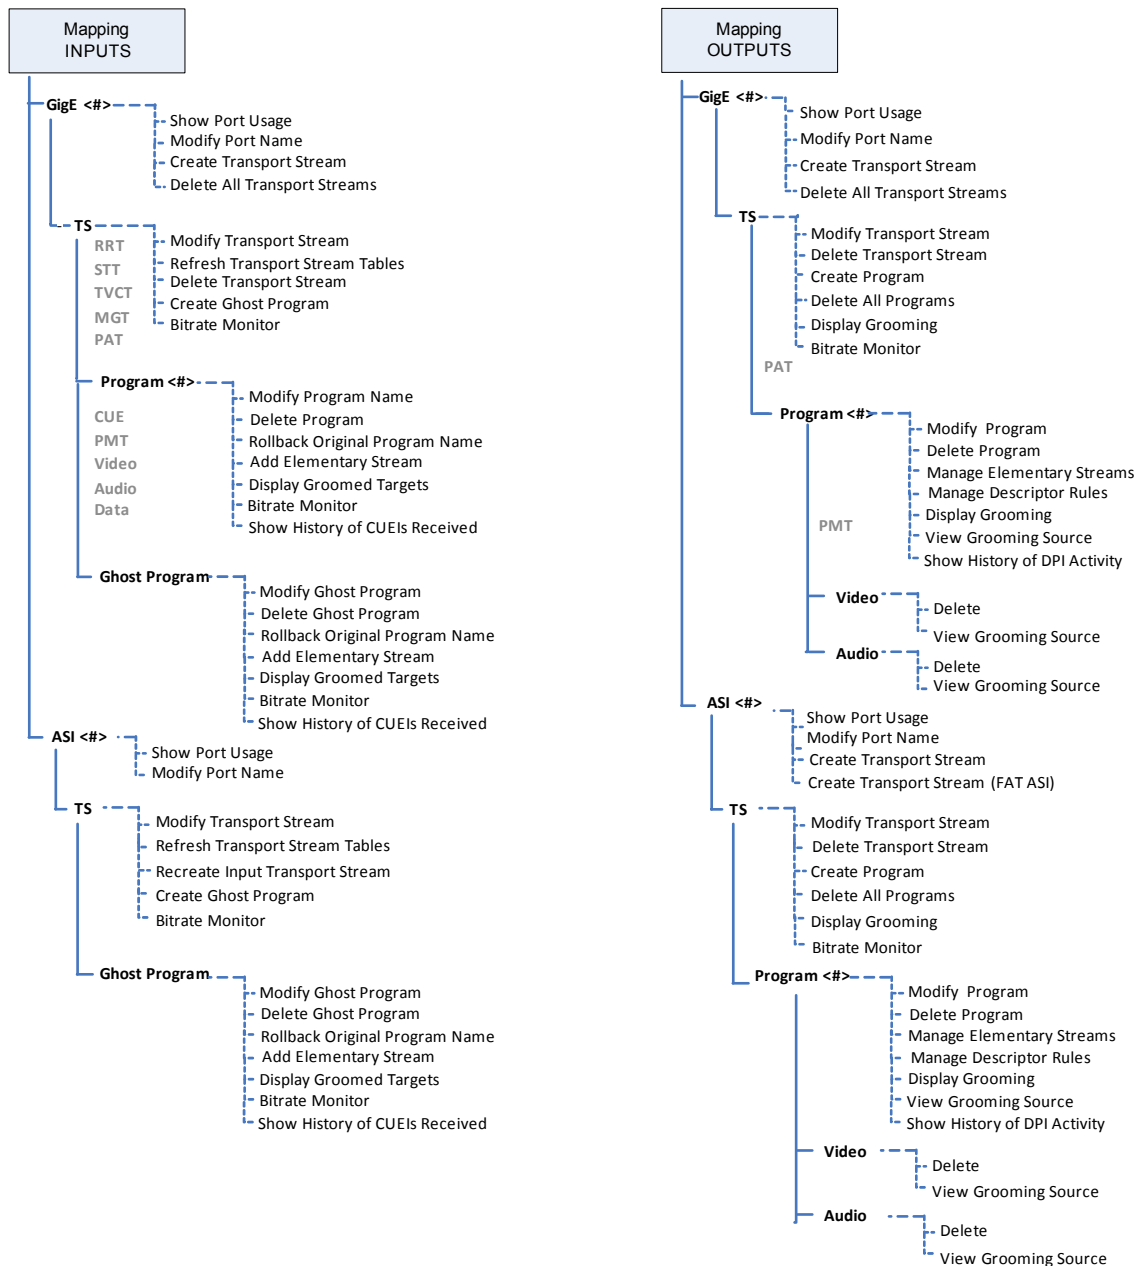 Mapping
INPUTS
GigE <#>
Show Port Usage
Modify Port Name
Create Transport Stream
Delete All Transport Streams
TS
RRT
STT
TVCT
MGT
PAT
Modify Transport Stream
Refresh Transport Stream Tables
Delete Transport Stream
Create Ghost Program
Bitrate Monitor
Program <#>
CUE
PMT
Video
Audio
Data
Modify Program Name
Delete Program
Rollback Original Program Name
Add Elementary Stream
Display Groomed Targets
Bitrate Monitor
Show History of CUEIs Received
Ghost Program
Modify Ghost Program
Delete Ghost Program
Rollback Original Program Name
Add Elementary Stream
Display Groomed Targets
Bitrate Monitor
Show History of CUEIs Received
ASI <#>
Show Port Usage
Modify Port Name
TS
Modify Transport Stream
Refresh Transport Stream Tables
Recreate Input Transport Stream
Create Ghost Program
Bitrate Monitor
Ghost Program
Modify Ghost Program
Delete Ghost Program
Rollback Original Program Name
Add Elementary Stream
Display Groomed Targets
Bitrate Monitor
Show History of CUEIs Received
Mapping
OUTPUTS
GigE <#>
Show Port Usage
Modify Port Name
Create Transport Stream
Delete All Transport Streams
TS
Modify Transport Stream
Delete Transport Stream
Create Program
Delete All Programs
Display Grooming
Bitrate Monitor
PAT
Program <#>
Modify Program
Delete Program
Manage Elementary Streams
Manage Descriptor Rules
Display Grooming
View Grooming Source
Show History of DPI Activity
PMT
Video
Delete
View Grooming Source
Audio
Delete
View Grooming Source
ASI <#>
Show Port Usage
Modify Port Name
Create Transport Stream
Create Transport Stream (FAT ASI)
TS
Modify Transport Stream
Delete Transport Stream
Create Program
Delete All Programs
Display Grooming
Bitrate Monitor
Program <#>
Modify Program
Delete Program
Manage Elementary Streams
Manage Descriptor Rules
Display Grooming
View Grooming Source
Show History of DPI Activity
Video
Delete
View Grooming Source
Audio
Delete
View Grooming Source